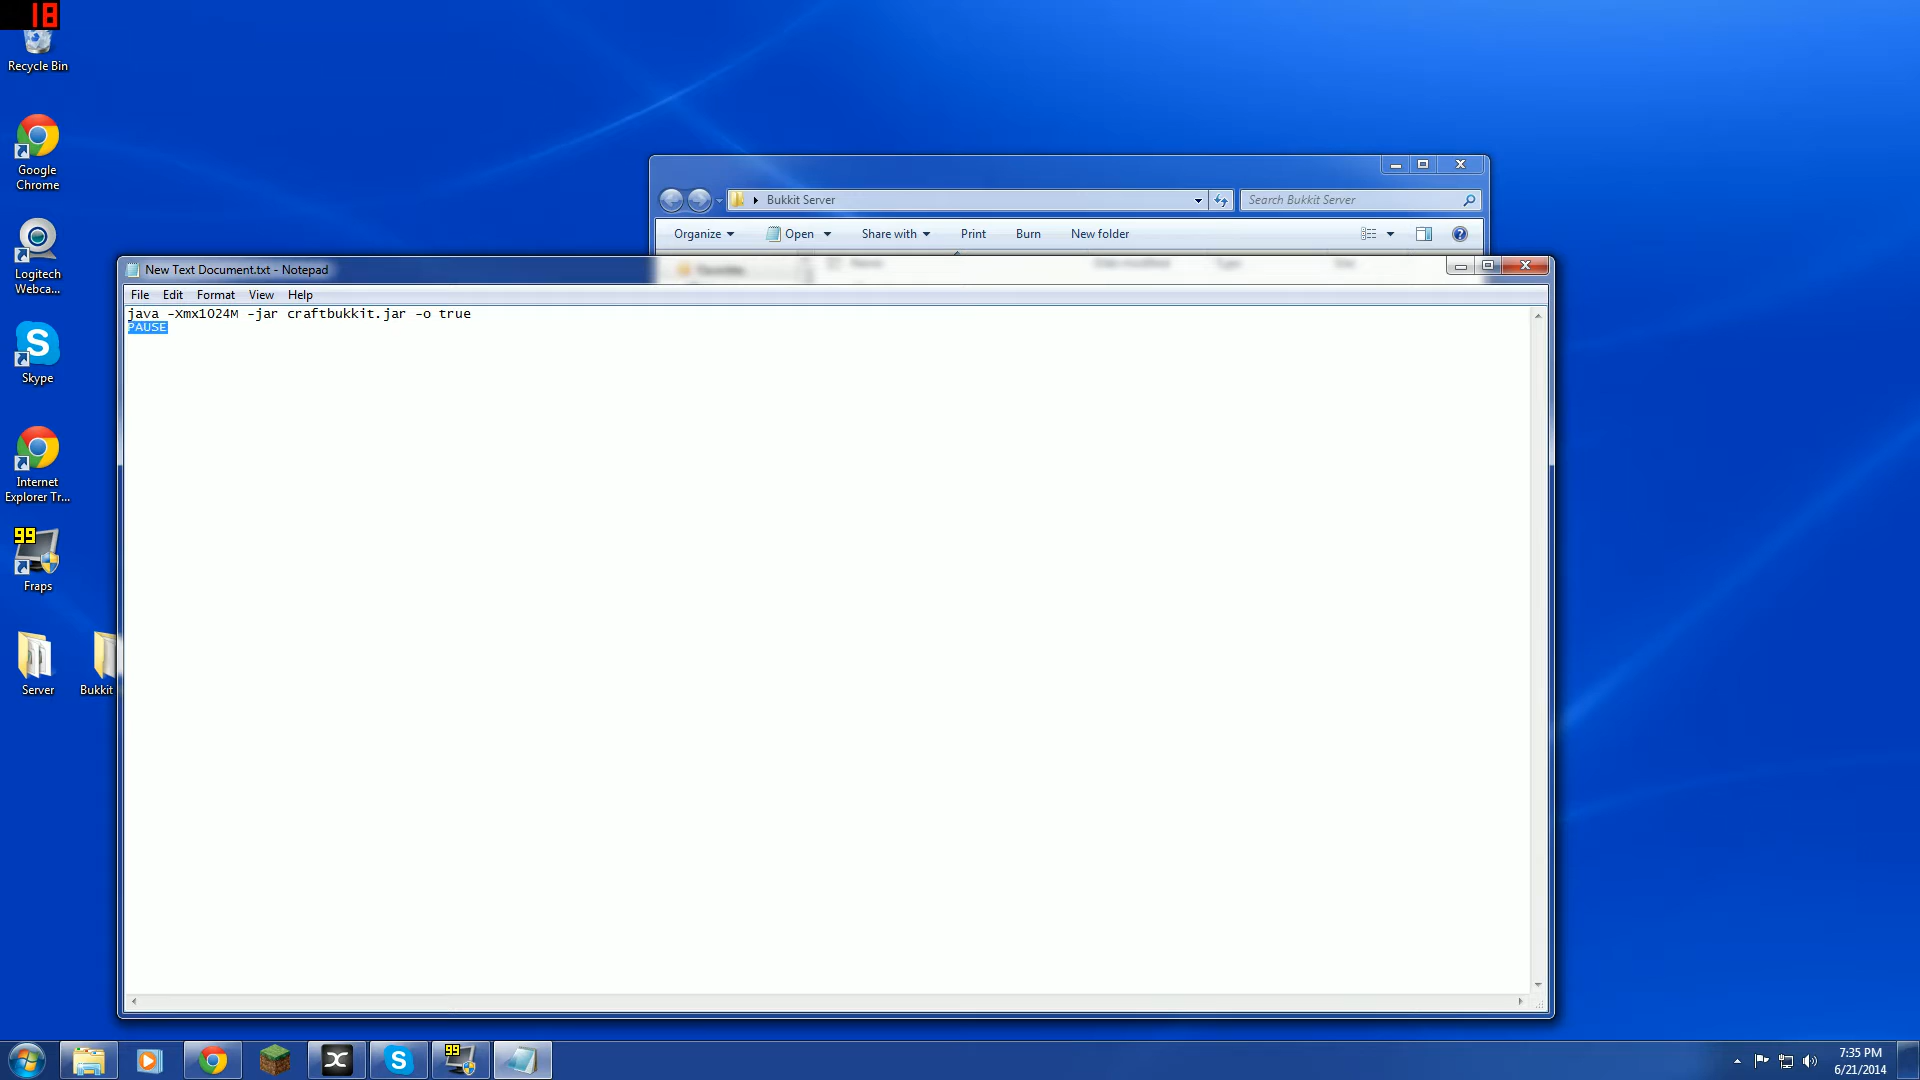 18
Recycle Bin
Google
Chrome
Logitech
Webca...
Skype
Internet
Explorer Tr...
99
Fraps
Server
Bukkit
Bukkit Server
Search Bukkit Server
Organize
Open
Share with
Print
Burn
New folder
New Text Document.txt - Notepad
File Edit Format View Help
java -Xmx1024M -jar craftbukkit.jar -o true
PAUSE
99
7:35 PM
6/21/2014